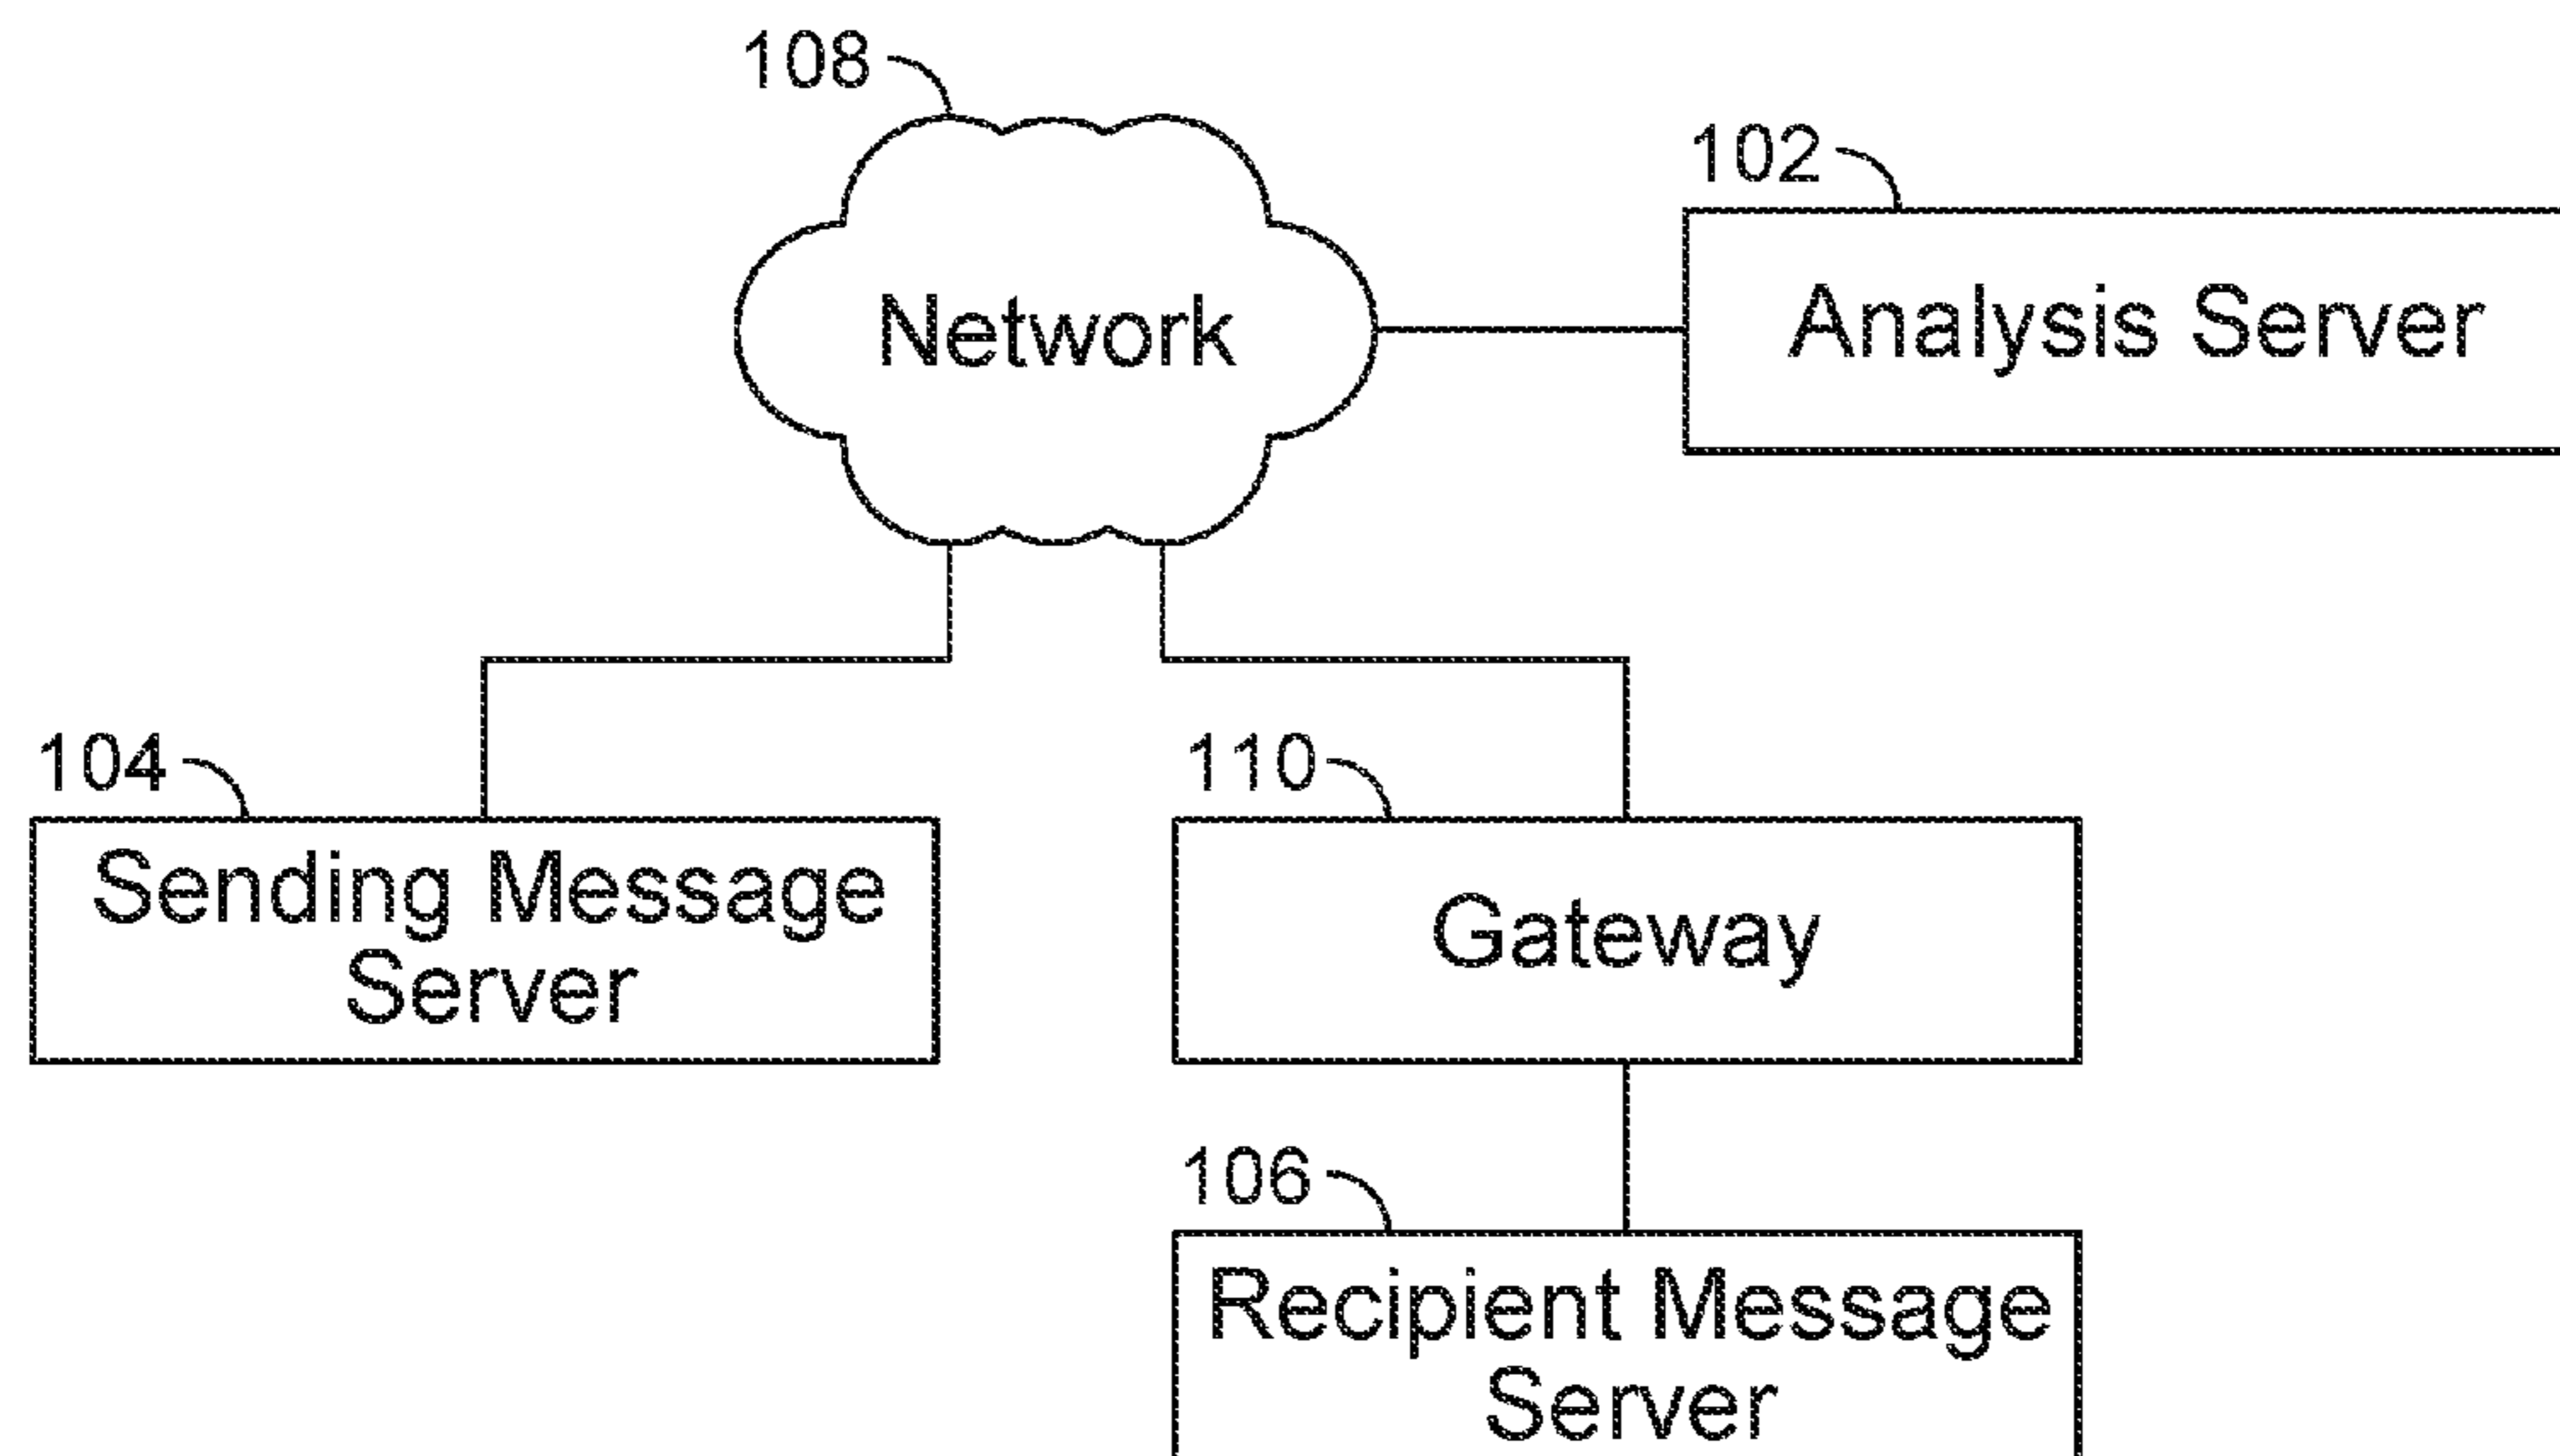 108
102
Network
Analysis Server
104
110
Sending Message
Server
Gateway
106
Recipient Message
Server